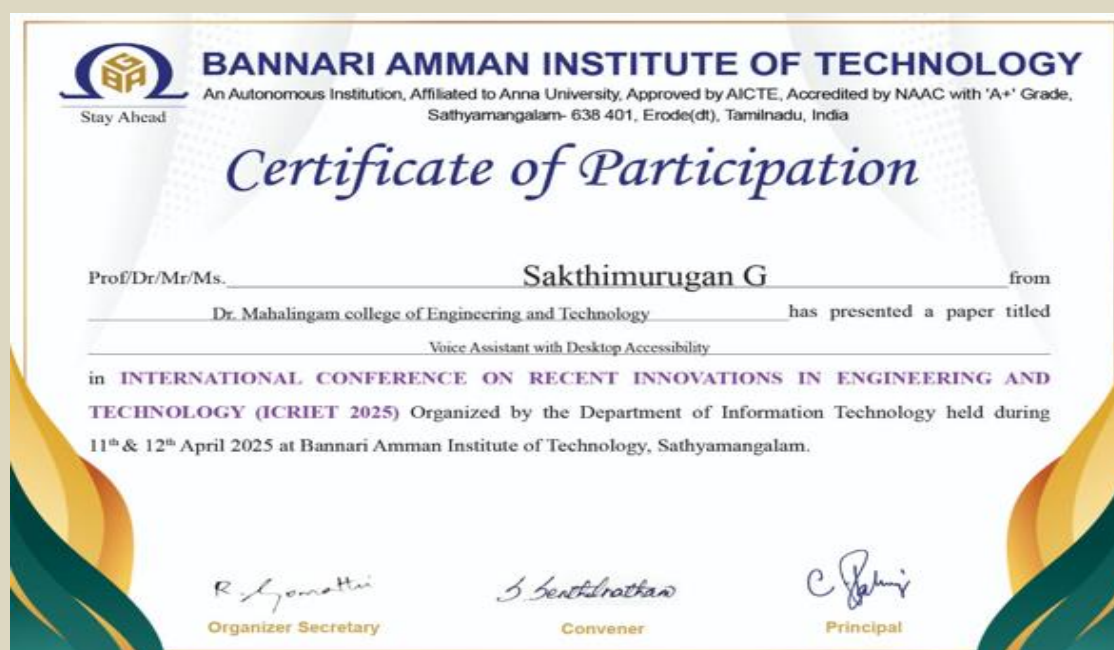 GBA
BANNARI AMMAN INSTITUTE OF TECHNOLOGY
An Autonomous Institution, Affiliated to Anna University, Approved by AICTE, Accredited by NAAC with 'A+' Grade,
Stay Ahead
Sathyamangalam- 638 401, Erode(dt), Tamilnadu, India
Certificate of Participation
Prof/Dr/Mr/Ms. Sakthimurugan G from
Dr. Mahalingam college of Engineering and Technology has presented a paper titled
Voice Assistant with Desktop Accessibility
in INTERNATIONAL CONFERENCE ON RECENT INNOVATIONS IN ENGINEERING AND
TECHNOLOGY (ICRIET 2025) Organized by the Department of Information Technology held during
11th & 12th April 2025 at Bannari Amman Institute of Technology, Sathyamangalam.
R. Gomathi
Organizer Secretary
Convener
Principal